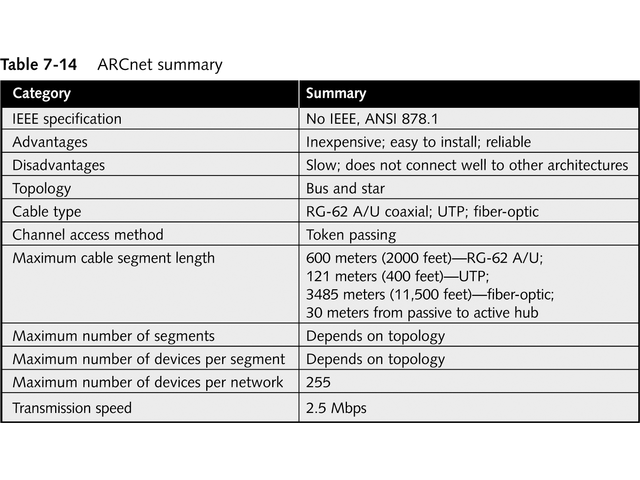 Table 7-14 ARCnet summary
Category Summary
IEEE specification No IEEE, ANSI 878.1
Advantages Inexpensive; easy to install; reliable
Disadvantages Slow; does not connect well to other architectures
Topology Bus and star
Cable type RG-62 A/U coaxial; UTP; fiber-optic
Channel access method Token passing
Maximum cable segment length 600 meters (2000 feet)—RG-62 A/U;
121 meters (400 feet)—UTP;
3485 meters (11,500 feet)—fiber-optic;
30 meters from passive to active hub
Maximum number of segments Depends on topology
Maximum number of devices per segment Depends on topology
Maximum number of devices per network 255
Transmission speed 2.5 Mbps